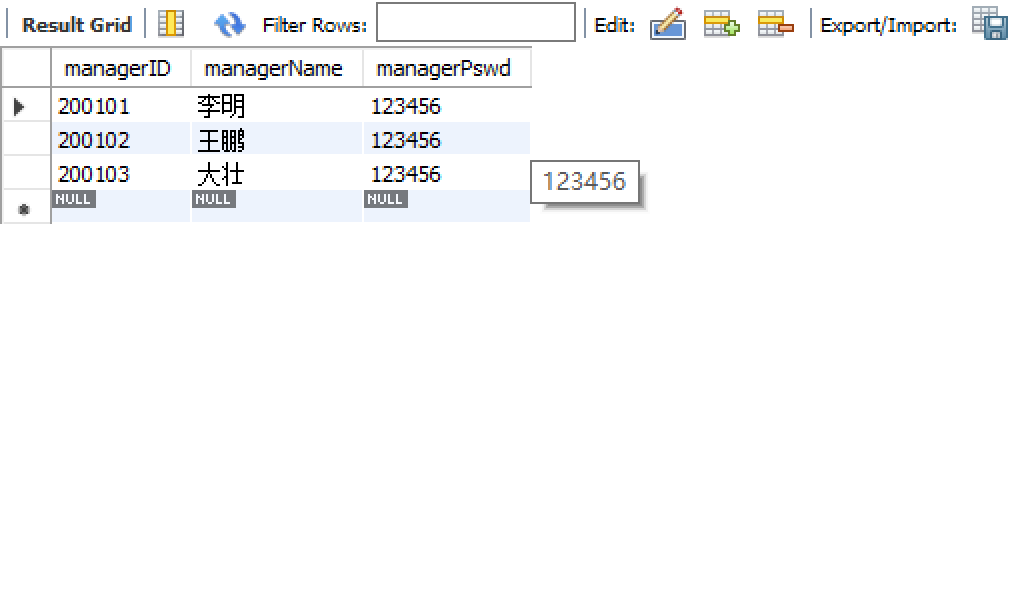 Result Grid Filter Rows: Edit: Export/Import:
managerID managerName managerPswd
200101 李明 123456
200102 王鹏 123456
200103 大壮 123456
123456
NULL NULL NULL